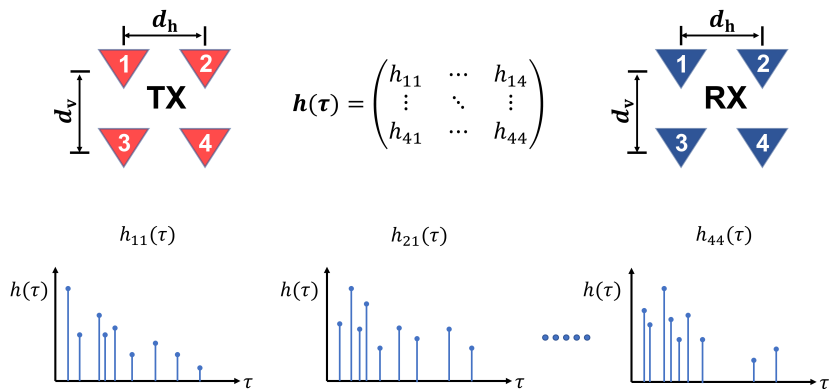 d_h
d_h
1 2
1 2
d_v TX
h(τ) = ( h_11 ⋯ h_14
d_v RX
⋮ ⋱ ⋮
h_41 ⋯ h_44 )
3 4
3 4
h_11(τ)
h_21(τ)
h_44(τ)
h(τ)
h(τ)
h(τ)
τ
τ
τ